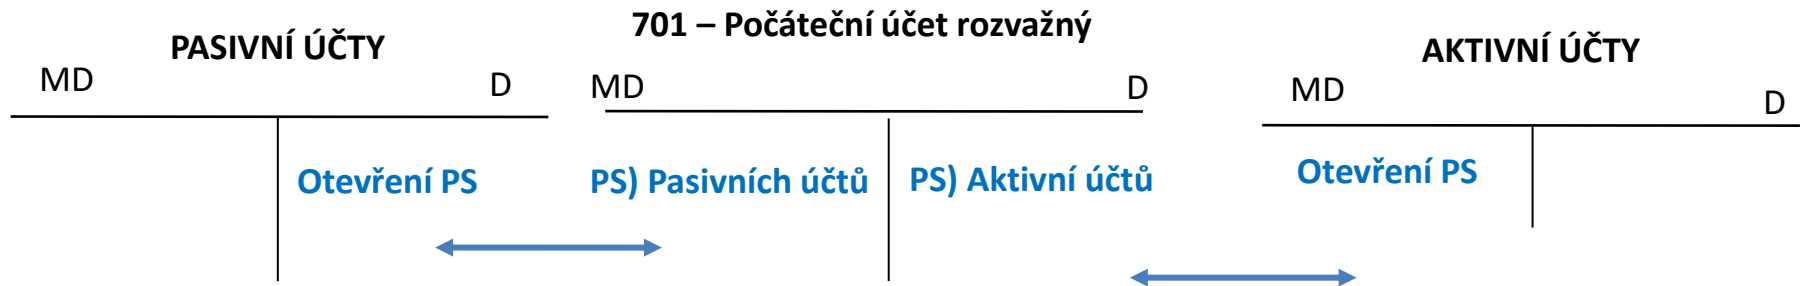 PASIVNÍ ÚČTY
MD D
Otevření PS
701 – Počáteční účet rozvažný
MD D
PS) Pasivních účtů PS) Aktivní účtů
AKTIVNÍ ÚČTY
MD D
Otevření PS